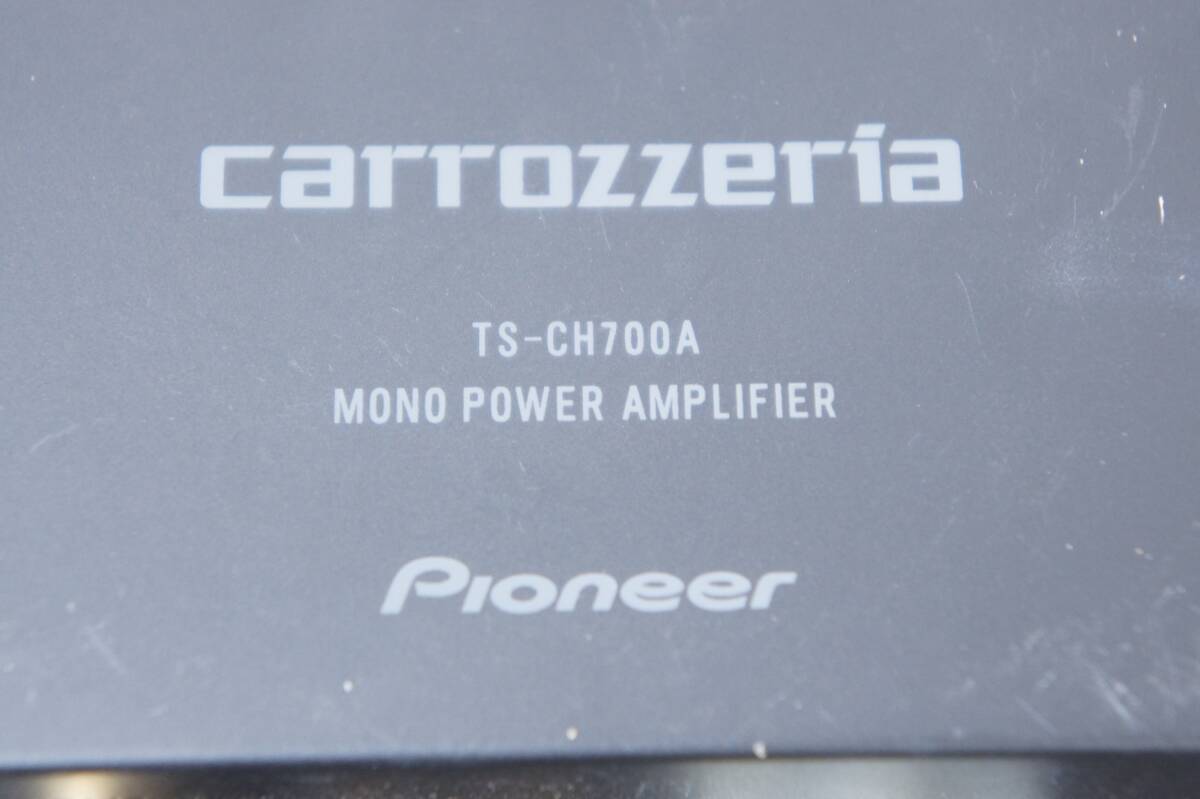 carrozzeria
TS-CH700A
MONO POWER AMPLIFIER
Pioneer